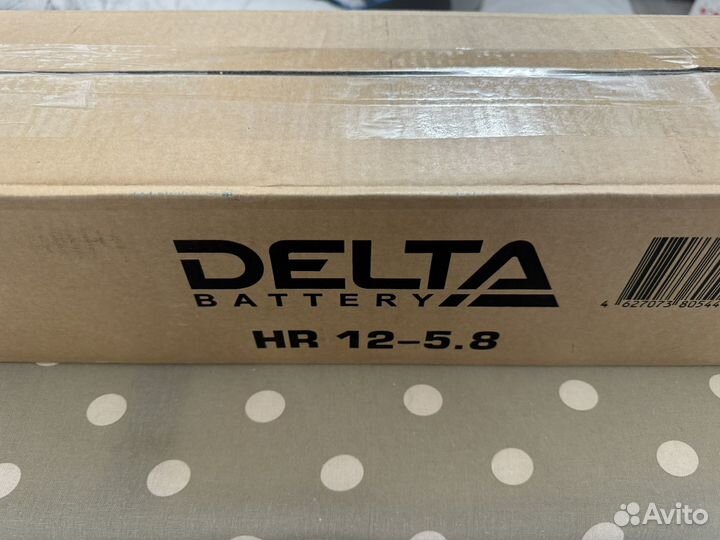 DELTA
BATTERY
HR 12-5.8
4 627073 80544
Avito